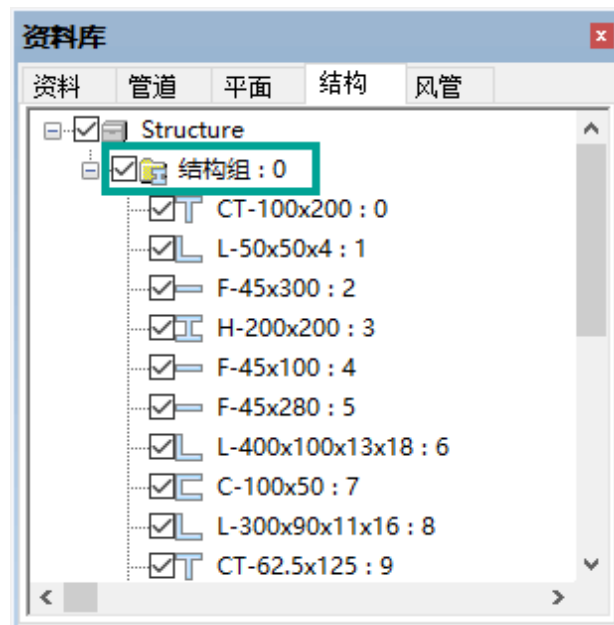 资料库
资料 管道 平面 结构 风管
Structure
结构组 : 0
CT-100x200 : 0
L-50x50x4 : 1
F-45x300 : 2
H-200x200 : 3
F-45x100 : 4
F-45x280 : 5
L-400x100x13x18 : 6
C-100x50 : 7
L-300x90x11x16 : 8
CT-62.5x125 : 9